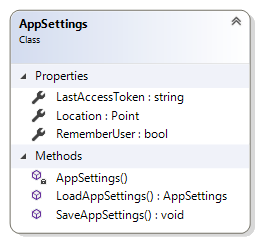 AppSettings
Class
Properties
LastAccessToken : string
Location : Point
RememberUser : bool
Methods
AppSettings()
LoadAppSettings() : AppSettings
SaveAppSettings() : void